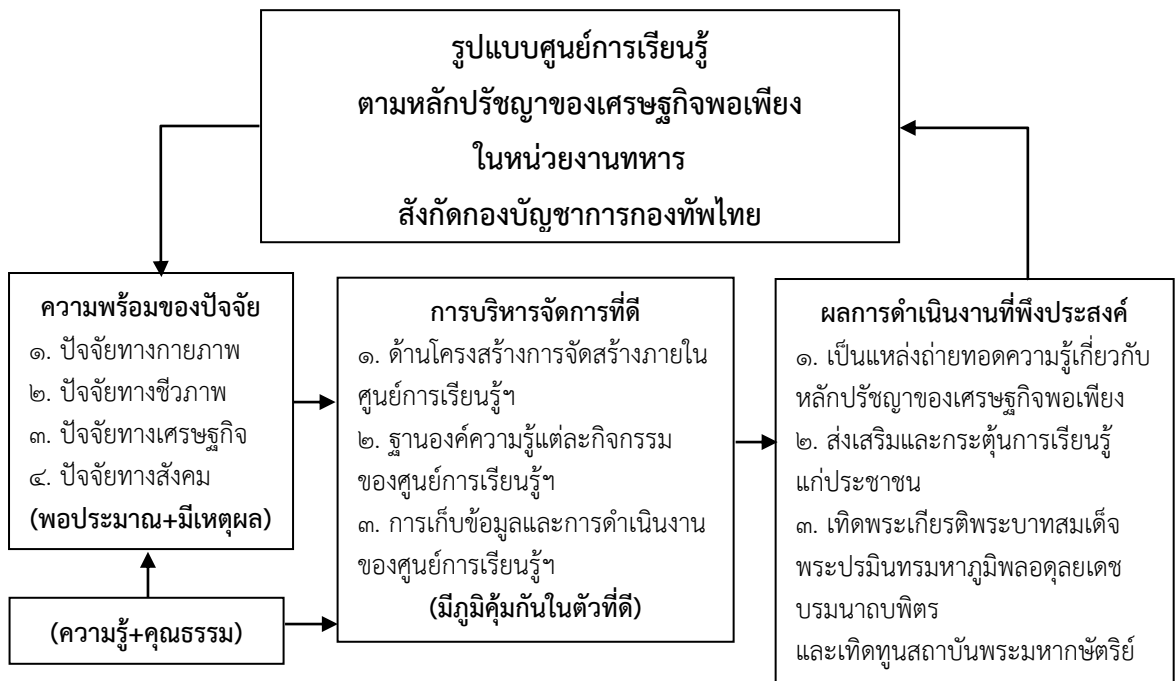 รูปแบบศูนย์การเรียนรู้
ตามหลักปรัชญาของเศรษฐกิจพอเพียง
ในหน่วยงานทหาร
สังกัดกองบัญชาการกองทัพไทย
ความพร้อมของปัจจัย
๑. ปัจจัยทางกายภาพ
๒. ปัจจัยทางชีวภาพ
๓. ปัจจัยทางเศรษฐกิจ
๔. ปัจจัยทางสังคม
(พอประมาณ+มีเหตุผล)
(ความรู้+คุณธรรม)
การบริหารจัดการที่ดี
๑. ด้านโครงสร้างการจัดสร้างภายใน
ศูนย์การเรียนรู้ฯ
๒. ฐานองค์ความรู้แต่ละกิจกรรม
ของศูนย์การเรียนรู้ฯ
๓. การเก็บข้อมูลและการดำเนินงาน
ของศูนย์การเรียนรู้ฯ
(มีภูมิคุ้มกันในตัวที่ดี)
ผลการดำเนินงานที่พึงประสงค์
๑. เป็นแหล่งถ่ายทอดความรู้เกี่ยวกับ
หลักปรัชญาของเศรษฐกิจพอเพียง
๒. ส่งเสริมและกระตุ้นการเรียนรู้
แก่ประชาชน
๓. เทิดพระเกียรติพระบาทสมเด็จ
พระปรมินทรมหาภูมิพลอดุลยเดช
บรมนาถบพิตร
และเทิดทูนสถาบันพระมหากษัตริย์